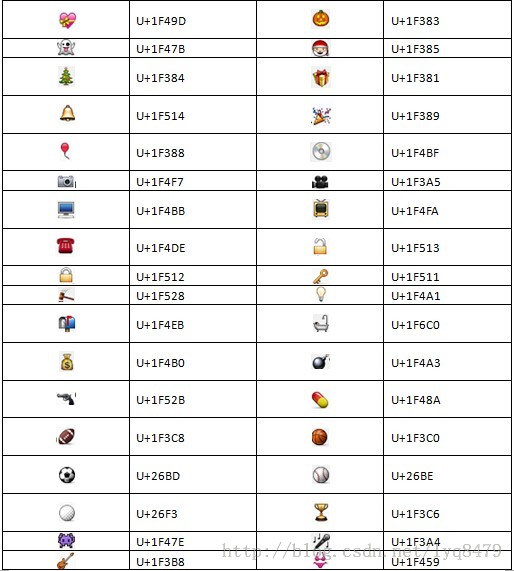 U+1F49D U+1F383
U+1F47B U+1F385
U+1F384 U+1F381
U+1F514 U+1F389
U+1F388 U+1F4BF
U+1F4F7 U+1F3A5
U+1F4BB U+1F4FA
U+1F4DE U+1F513
U+1F512 U+1F511
U+1F528 U+1F4A1
U+1F4EB U+1F6C0
U+1F4B0 U+1F4A3
U+1F52B U+1F48A
U+1F3C8 U+1F3C0
U+26BD U+26BE
U+26F3 U+1F3C6
U+1F47E U+1F3A4
http://blog.csdn.net/lyq8479
U+1F3B8 U+1F459